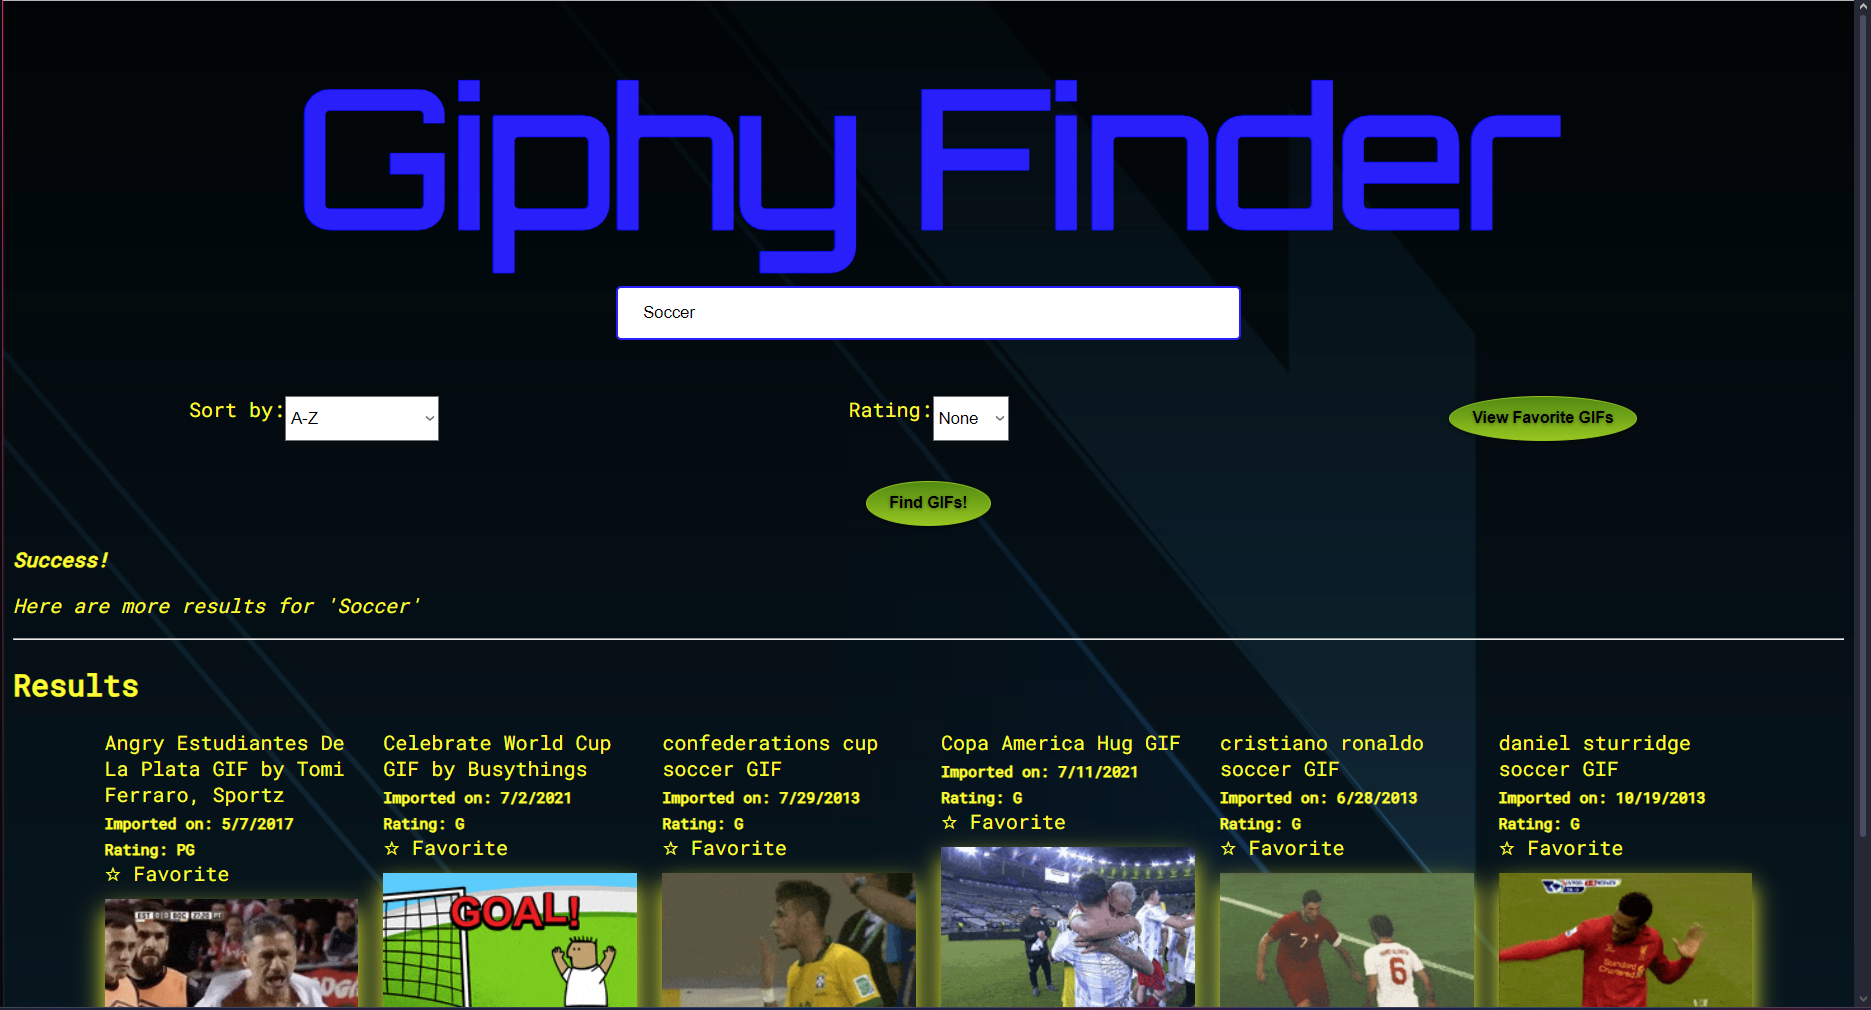 Giphy Finder
Soccer
Sort by: A-Z
Rating: None
View Favorite GIFs
Find GIFs!
Success!
Here are more results for 'Soccer'
Results
Angry Estudiantes De
La Plata GIF by Tomi
Ferraro, Sportz
Imported on: 5/7/2017
Rating: PG
☆ Favorite
Celebrate World Cup
GIF by Busythings
Imported on: 7/2/2021
Rating: G
☆ Favorite
GOAL!
confederations cup
soccer GIF
Imported on: 7/29/2013
Rating: G
☆ Favorite
Copa America Hug GIF
Imported on: 7/11/2021
Rating: G
☆ Favorite
cristiano ronaldo
soccer GIF
Imported on: 6/28/2013
Rating: G
☆ Favorite
7
6
daniel sturridge
soccer GIF
Imported on: 10/19/2013
Rating: G
☆ Favorite
Standard
Chartered